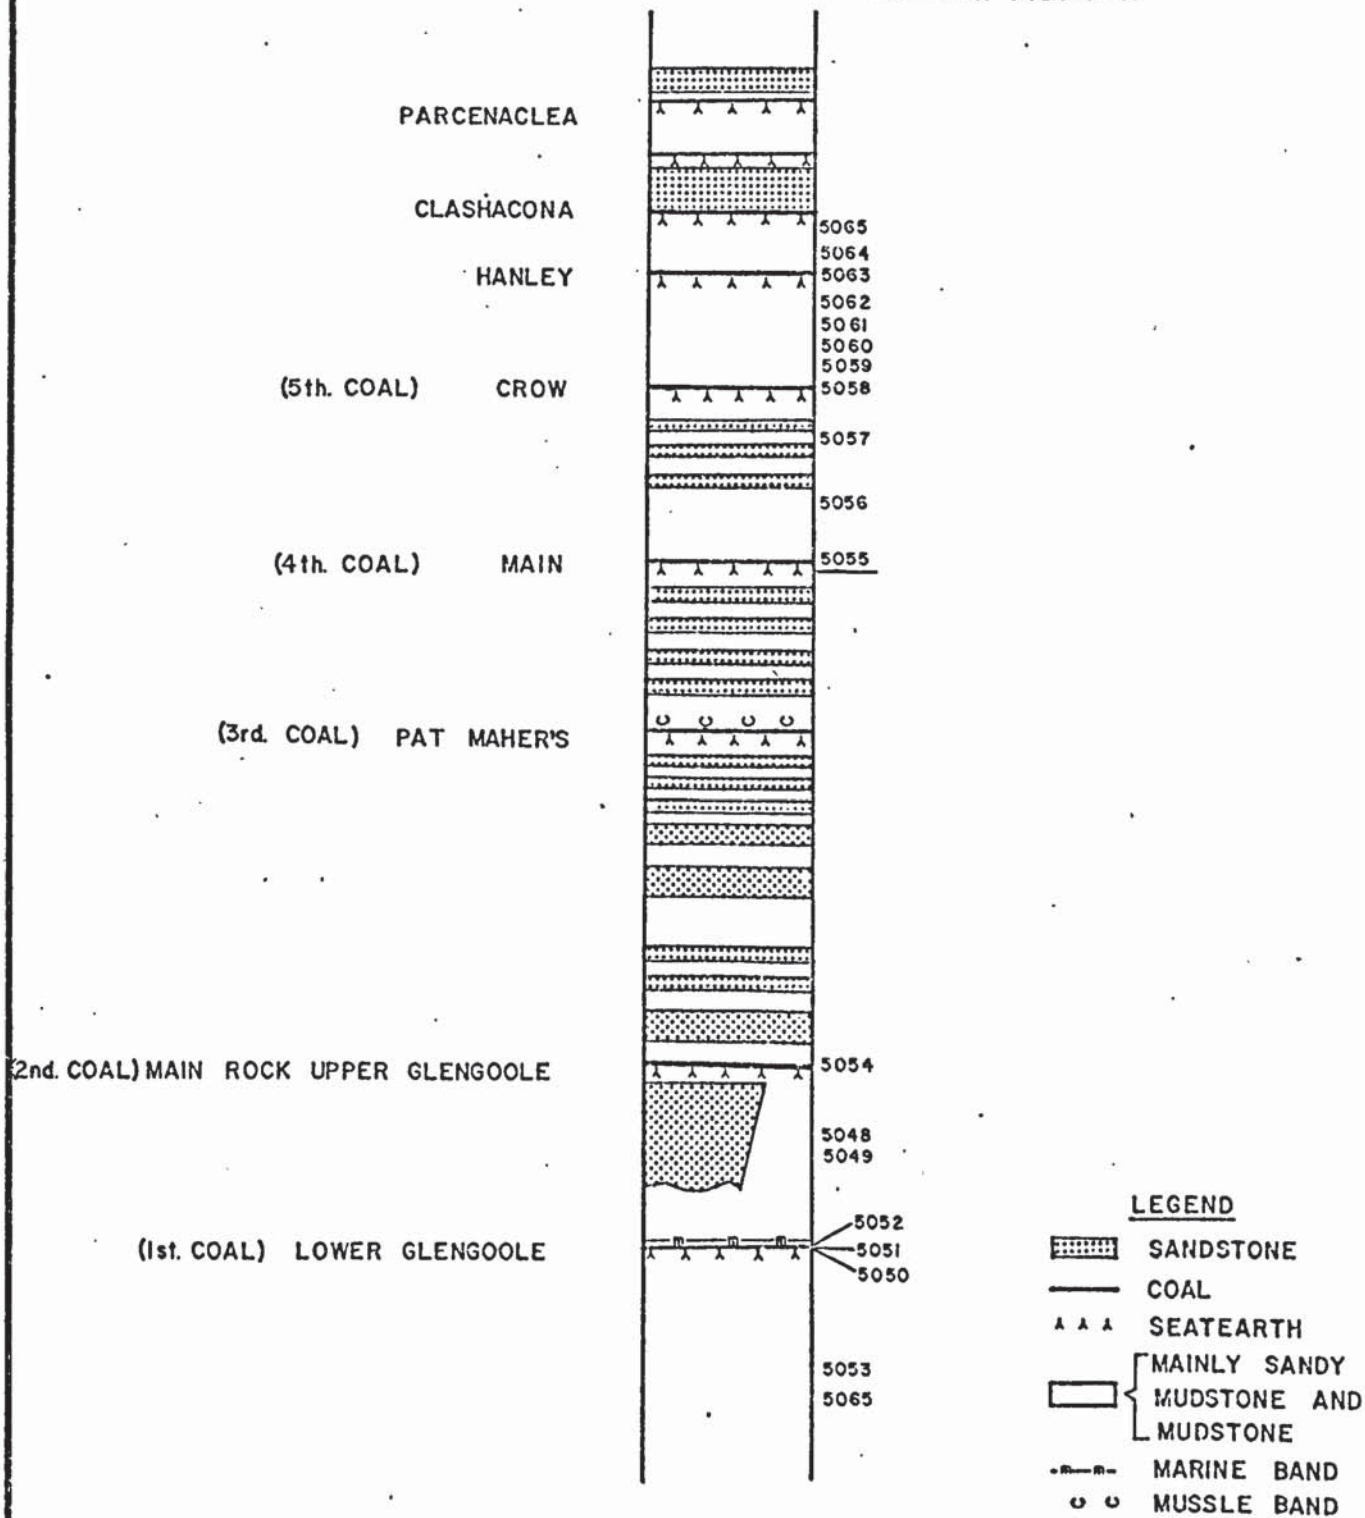 PARCENACLEA
CLASHACONA
5065
5064
HANLEY 5063
5062
5061
5060
5059
(5th. COAL) CROW 5058
5057
5056
(4th. COAL) MAIN 5055
(3rd. COAL) PAT MAHER'S
(2nd. COAL) MAIN ROCK UPPER GLENGOOLE 5054
5048
5049
5052
(1st. COAL) LOWER GLENGOOLE 5051
5050
5053
5065
LEGEND
SANDSTONE
COAL
SEATEARTH
MAINLY SANDY
MUDSTONE AND
MUDSTONE
m m MARINE BAND
MUSSLE BAND